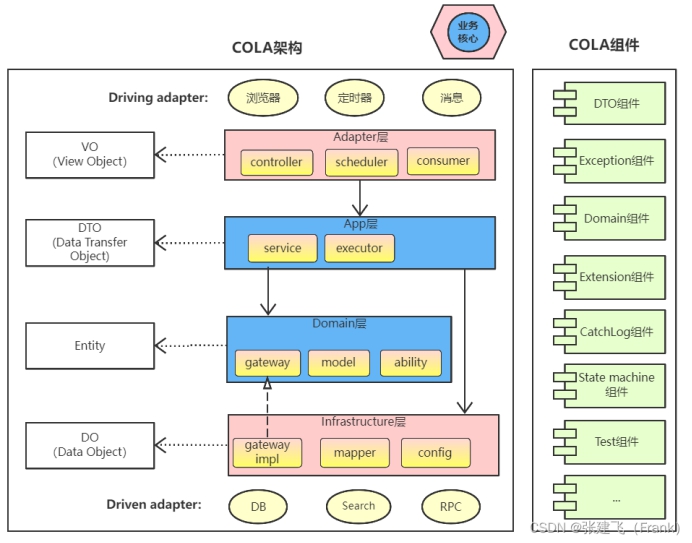 业务
核心
COLA架构
COLA组件
Driving adapter:
浏览器
定时器
消息
VO
(View Object)
Adapter层
controller
scheduler
consumer
DTO
(Data Transfer
Object)
App层
service
executor
Entity
Domain层
gateway
model
ability
DO
(Data Object)
Infrastructure层
gateway
impl
mapper
config
Driven adapter:
DB
Search
RPC
DTO组件
Exception组件
Domain组件
Extension组件
CatchLog组件
State machine
组件
Test组件
...
CSDN @张建飞（Frank）